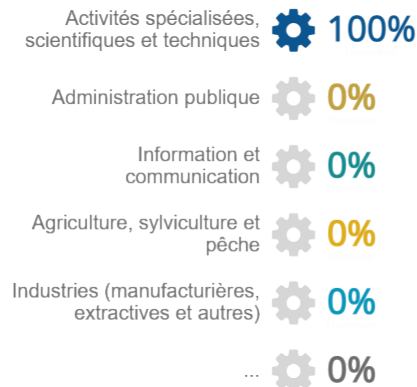 Activités spécialisées,
scientifiques et techniques
100%
Administration publique
0%
Information et
communication
0%
Agriculture, sylviculture et
pêche
0%
Industries (manufacturières,
extractives et autres)
0%
...
0%